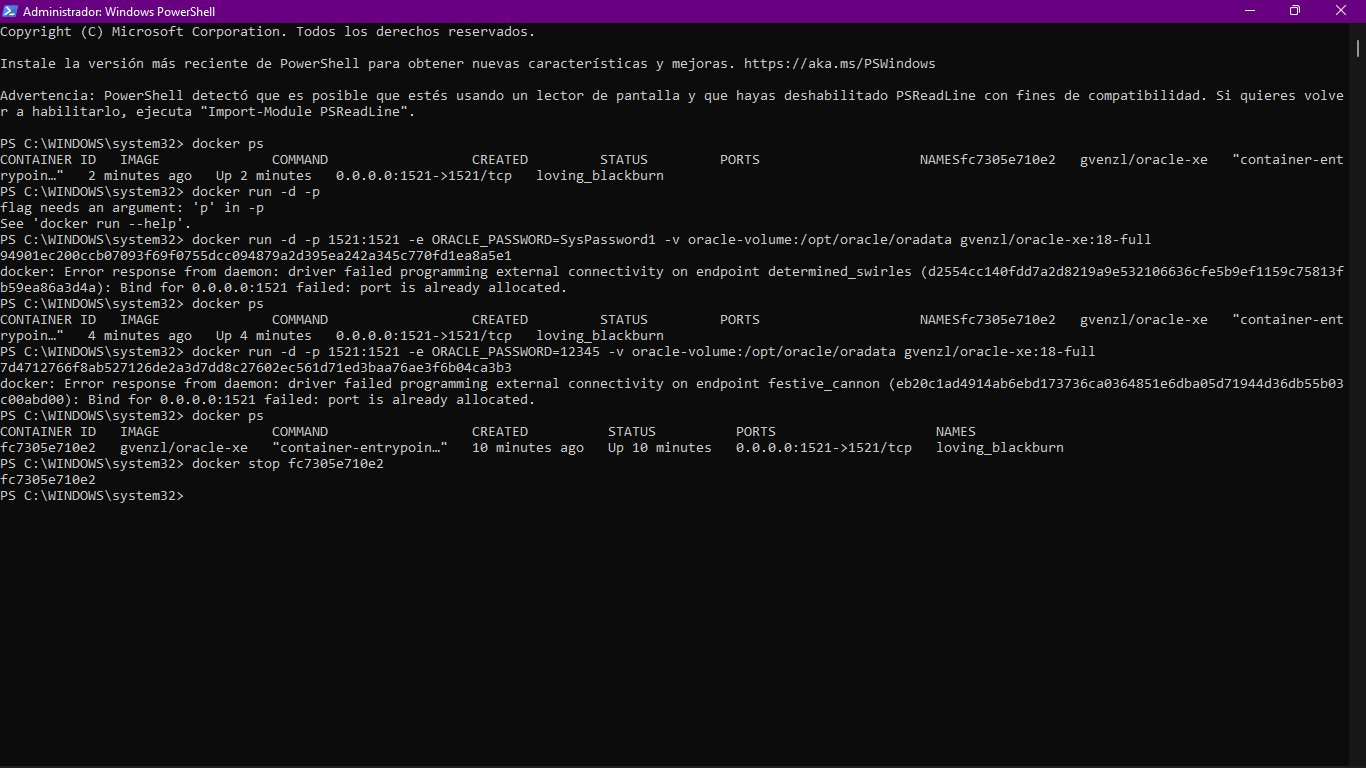 Administrador: Windows PowerShell
Copyright (C) Microsoft Corporation. Todos los derechos reservados.
Instale la versión más reciente de PowerShell para obtener nuevas características y mejoras. https://aka.ms/PSWindows
Advertencia: PowerShell detectó que es posible que estés usando un lector de pantalla y que hayas deshabilitado PSReadLine con fines de compatibilidad. Si quieres volve
r a habilitarlo, ejecuta "Import-Module PSReadLine".
PS C:\WINDOWS\system32> docker ps
CONTAINER ID   IMAGE              COMMAND                  CREATED         STATUS         PORTS                    NAMESfc7305e710e2   gvenzl/oracle-xe   "container-ent
rypoin…"   2 minutes ago   Up 2 minutes   0.0.0.0:1521->1521/tcp   loving_blackburn
PS C:\WINDOWS\system32> docker run -d -p
flag needs an argument: 'p' in -p
See 'docker run --help'.
PS C:\WINDOWS\system32> docker run -d -p 1521:1521 -e ORACLE_PASSWORD=SysPassword1 -v oracle-volume:/opt/oracle/oradata gvenzl/oracle-xe:18-full
94901ec200ccb07093f69f0755dcc094879a2d395ea242a345c770fd1ea8a5e1
docker: Error response from daemon: driver failed programming external connectivity on endpoint determined_swirles (d2554cc140fdd7a2d8219a9e532106636cfe5b9ef1159c75813f
b59ea86a3d4a): Bind for 0.0.0.0:1521 failed: port is already allocated.
PS C:\WINDOWS\system32> docker ps
CONTAINER ID   IMAGE              COMMAND                  CREATED         STATUS         PORTS                    NAMESfc7305e710e2   gvenzl/oracle-xe   "container-ent
rypoin…"   4 minutes ago   Up 4 minutes   0.0.0.0:1521->1521/tcp   loving_blackburn
PS C:\WINDOWS\system32> docker run -d -p 1521:1521 -e ORACLE_PASSWORD=12345 -v oracle-volume:/opt/oracle/oradata gvenzl/oracle-xe:18-full
7d4712766f8ab527126de2a3d7dd8c27602ec561d71ed3baa76ae3f6b04ca3b3
docker: Error response from daemon: driver failed programming external connectivity on endpoint festive_cannon (eb20c1ad4914ab6ebd173736ca0364851e6dba05d71944d36db55b03
c00abd00): Bind for 0.0.0.0:1521 failed: port is already allocated.
PS C:\WINDOWS\system32> docker ps
CONTAINER ID   IMAGE              COMMAND                  CREATED          STATUS          PORTS                    NAMES
fc7305e710e2   gvenzl/oracle-xe   "container-entrypoin…"   10 minutes ago   Up 10 minutes   0.0.0.0:1521->1521/tcp   loving_blackburn
PS C:\WINDOWS\system32> docker stop fc7305e710e2
fc7305e710e2
PS C:\WINDOWS\system32>